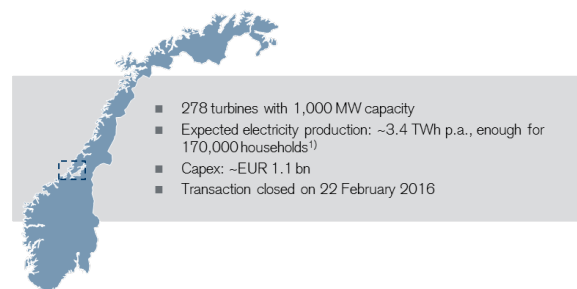 278 turbines with 1,000 MW capacity
Expected electricity production: ~3.4 TWh p.a., enough for
170,000 households1)
Capex: ~EUR 1.1 bn
Transaction closed on 22 February 2016